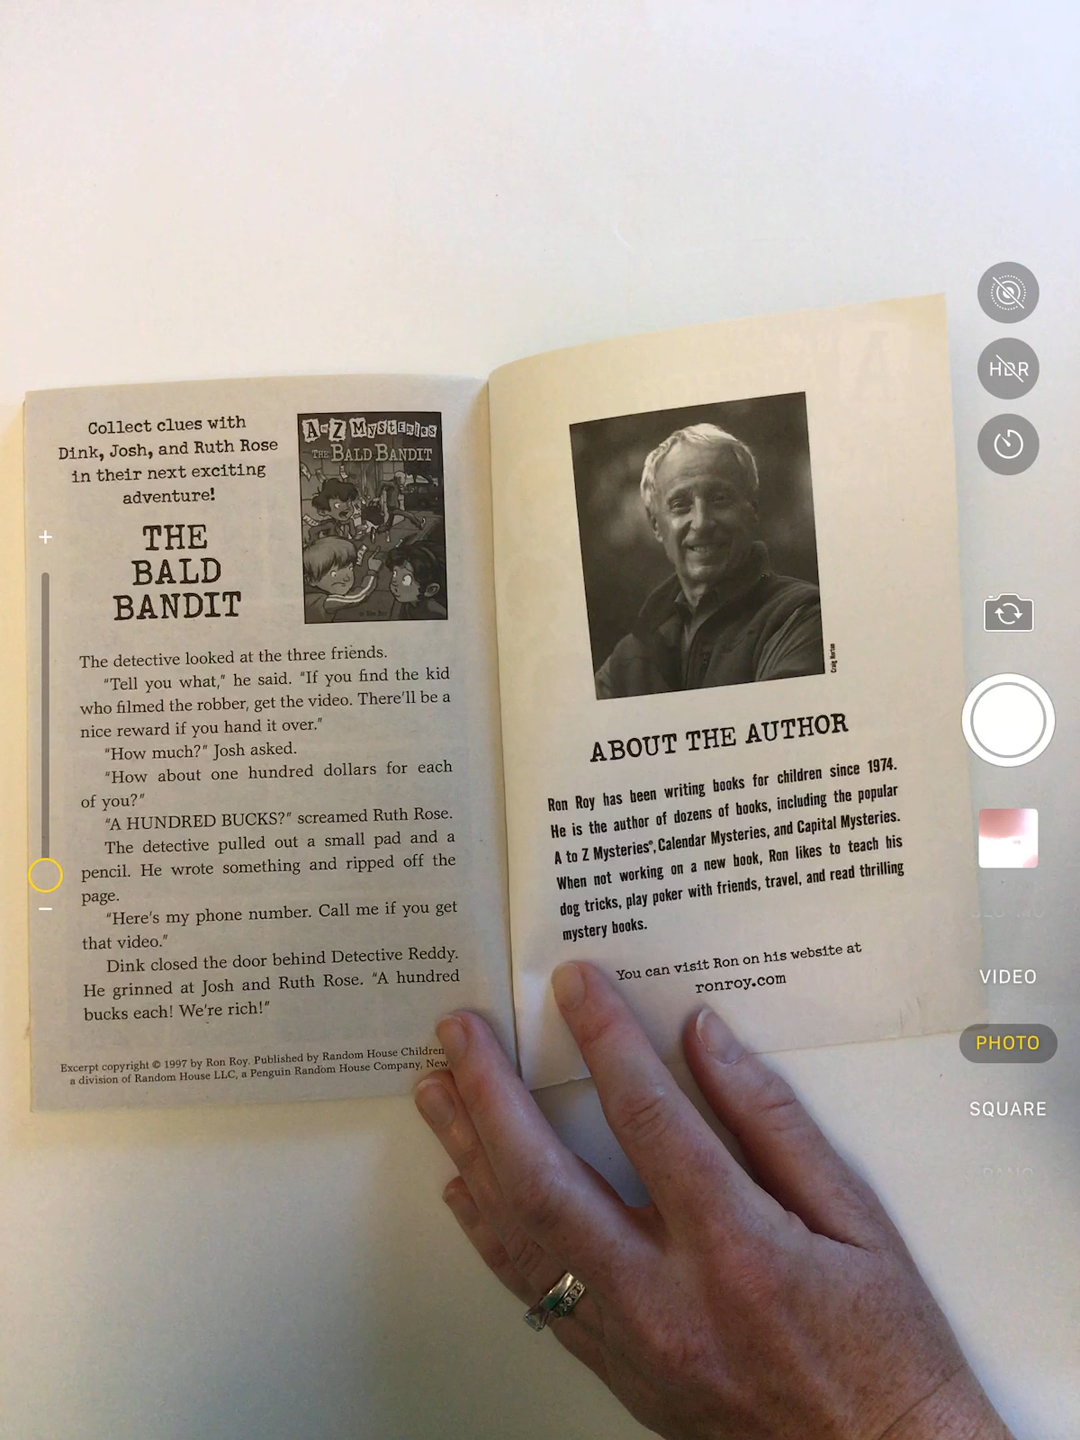 Collect clues with
Dink, Josh, and Ruth Rose
in their next exciting
adventure!
THE
BALD
BANDIT
A to Z Mysteries
THE BALD BANDIT
The detective looked at the three friends.
"Tell you what," he said. "If you find the kid
who filmed the robber, get the video. There'll be a
nice reward if you hand it over."
"How much?" Josh asked.
"How about one hundred dollars for each
of you?"
"A HUNDRED BUCKS?" screamed Ruth Rose.
The detective pulled out a small pad and a
pencil. He wrote something and ripped off the
page.
"Here's my phone number. Call me if you get
that video."
Dink closed the door behind Detective Reddy.
He grinned at Josh and Ruth Rose. "A hundred
bucks each! We're rich!"
Excerpt copyright © 1997 by Ron Roy. Published by Random House Children
a division of Random House LLC, a Penguin Random House Company, New
Craig Burton
ABOUT THE AUTHOR
Ron Roy has been writing books for children since 1974.
He is the author of dozens of books, including the popular
A to Z Mysteries®, Calendar Mysteries, and Capital Mysteries.
When not working on a new book, Ron likes to teach his
dog tricks, play poker with friends, travel, and read thrilling
mystery books.
You can visit Ron on his website at
ronroy.com
HDR
VIDEO
PHOTO
SQUARE